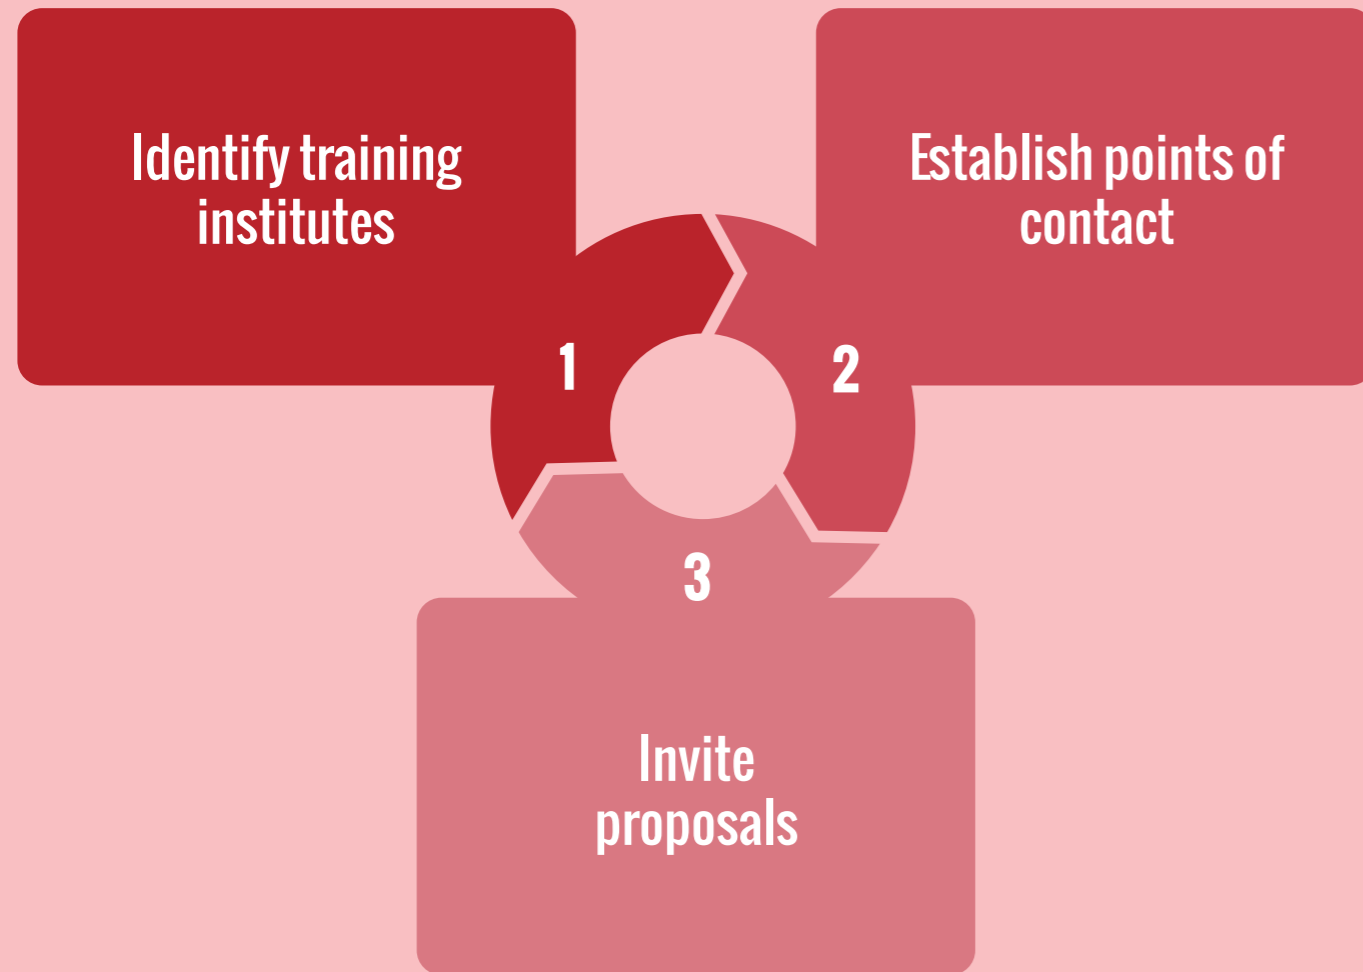 Identify training
institutes
1
Establish points of
contact
2
3
Invite
proposals